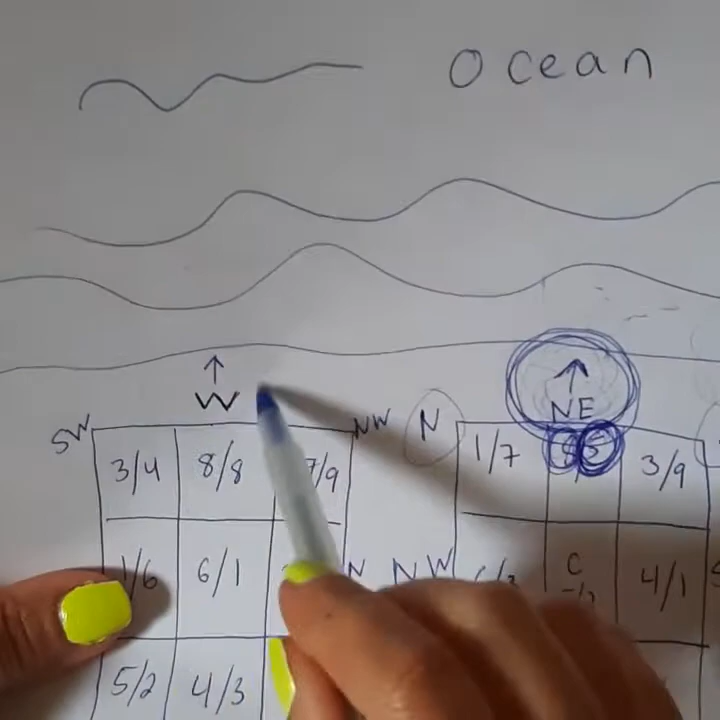 Ocean
W
NE
SW
NW
N
3/4 8/8 7/9
1/7 3/9
1/6 6/1
N NW
C
4/1
5/2 4/3